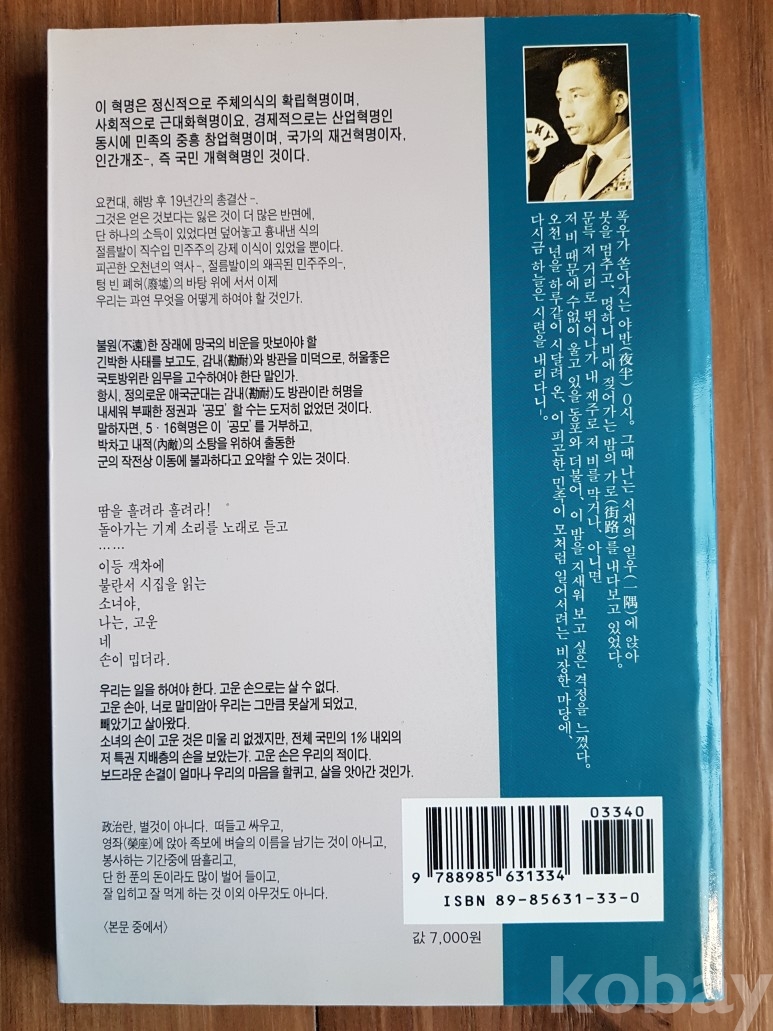 이 혁명은 정신적으로 주체의식의 확립혁명이며,
사회적으로 근대화혁명이요, 경제적으로는 산업혁명인
동시에 민족의 중흥 창업혁명이며, 국가의 재건혁명이자,
인간개조–, 즉 국민 개혁혁명인 것이다.
요컨대, 해방 후 19년간의 총결산–.
그것은 얻은 것보다는 잃은 것이 더 많은 반면에,
단 하나의 소득이 있었다면 덮어놓고 흉내낸 식의
절름발이 직수입 민주주의 강제 이식이 있었을 뿐이다.
피곤한 오천년의 역사–, 절름발이의 왜곡된 민주주의–,
텅 빈 폐허(廢墟)의 바탕 위에 서서 이제
우리는 과연 무엇을 어떻게 하여야 할 것인가.
불원(不遠)한 장래에 망국의 비운을 맛보아야 할
긴박한 사태를 보고도, 감내(勘耐)와 방관을 미덕으로, 허울좋은
국토방위란 임무를 고수하여야 한단 말인가.
항시, 정의로운 애국군대는 감내(勘耐)도 방관이란 허명을
내세워 부패한 정권과 '공모' 할 수는 도저히 없었던 것이다.
말하자면, 5·16혁명은 이 '공모'를 거부하고,
박차고 내적(內敵)의 소탕을 위하여 출동한
군의 작전상 이동에 불과하다고 요약할 수 있는 것이다.
땀을 흘려라 흘려라!
돌아가는 기계 소리를 노래로 듣고
……
이등 객차에
불란서 시집을 읽는
소녀야,
나는, 고운
네
손이 밉더라.
우리는 일을 하여야 한다. 고운 손으로는 살 수 없다.
고운 손아, 너로 말미암아 우리는 그만큼 못살게 되었고,
빼았기고 살아왔다.
소녀의 손이 고운 것은 미울 리 없겠지만, 전체 국민의 1% 내외의
저 특권 지배층의 손을 보았는가. 고운 손은 우리의 적이다.
보드라운 손결이 얼마나 우리의 마음을 할퀴고, 살을 앗아간 것인가.
政治란, 별것이 아니다. 떠들고 싸우고,
영좌(榮座)에 앉아 족보에 벼슬의 이름을 남기는 것이 아니고,
봉사하는 기간중에 땀흘리고,
단 한 푼의 돈이라도 많이 벌어 들이고,
잘 입히고 잘 먹게 하는 것 이외 아무것도 아니다.
〈본문 중에서〉
폭우가 쏟아지는 야반(夜半) 0시. 그때 나는 서재의 일우(一隅)에 앉아
붓을 멈추고, 멍하니 비에 젖어가는 밤의 가로(街路)를 내다보고 있었다.
문득 저 거리로 뛰어나가 내 재주로 저 비를 막거나, 아니면
저 비 때문에 수없이 울고 있을 동포와 더불어, 이 밤을 지새워 보고 싶은 격정을 느꼈다.
오천 년을 하루같이 시달려 온, 이 피곤한 민족이 모처럼 일어서려는 비장한 마당에,
다시금 하늘은 시련을 내리다니–.
03340
9 788985 631334
ISBN 89-85631-33-0
값 7,000원
kobay